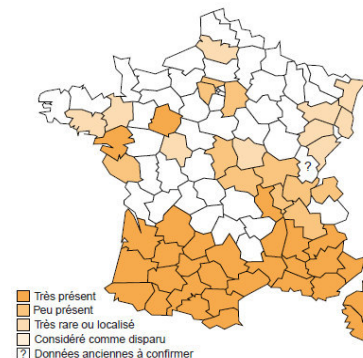 ?
Très présent
Peu présent
Très rare ou localisé
Considéré comme disparu
? Données anciennes à confirmer